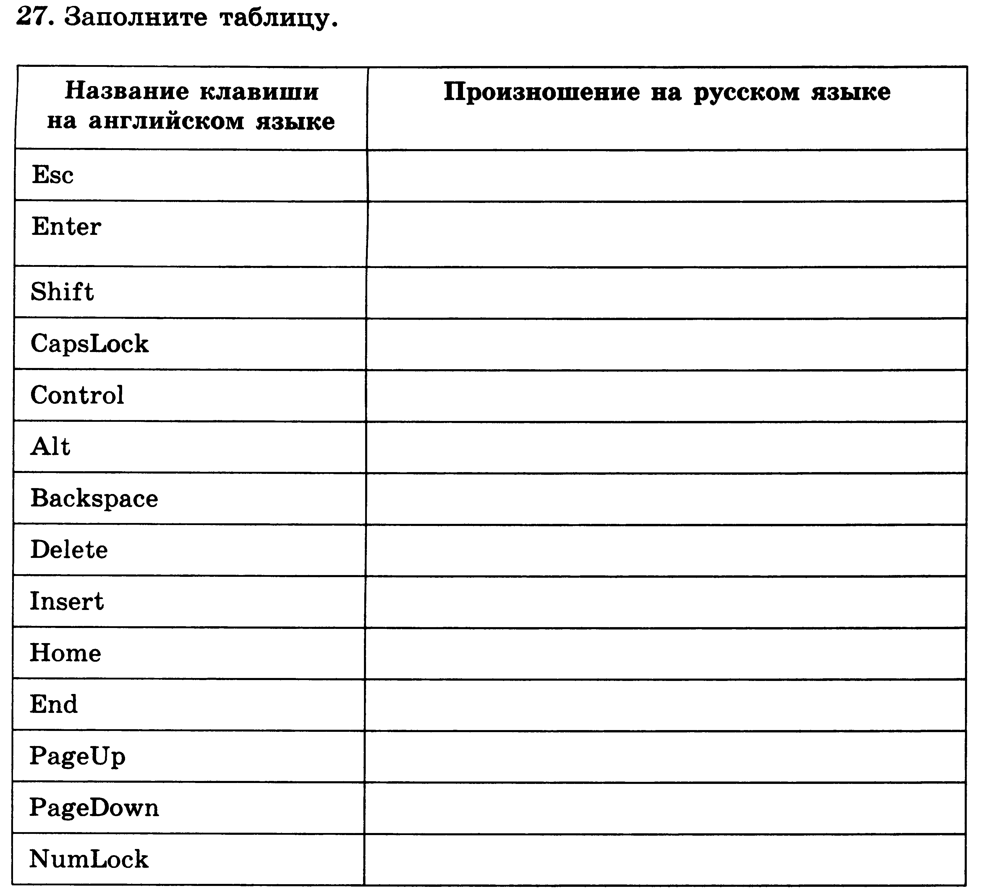 27. Заполните таблицу.
Название клавиши
на английском языке
Произношение на русском языке
Esc
Enter
Shift
CapsLock
Control
Alt
Backspace
Delete
Insert
Home
End
PageUp
PageDown
NumLock